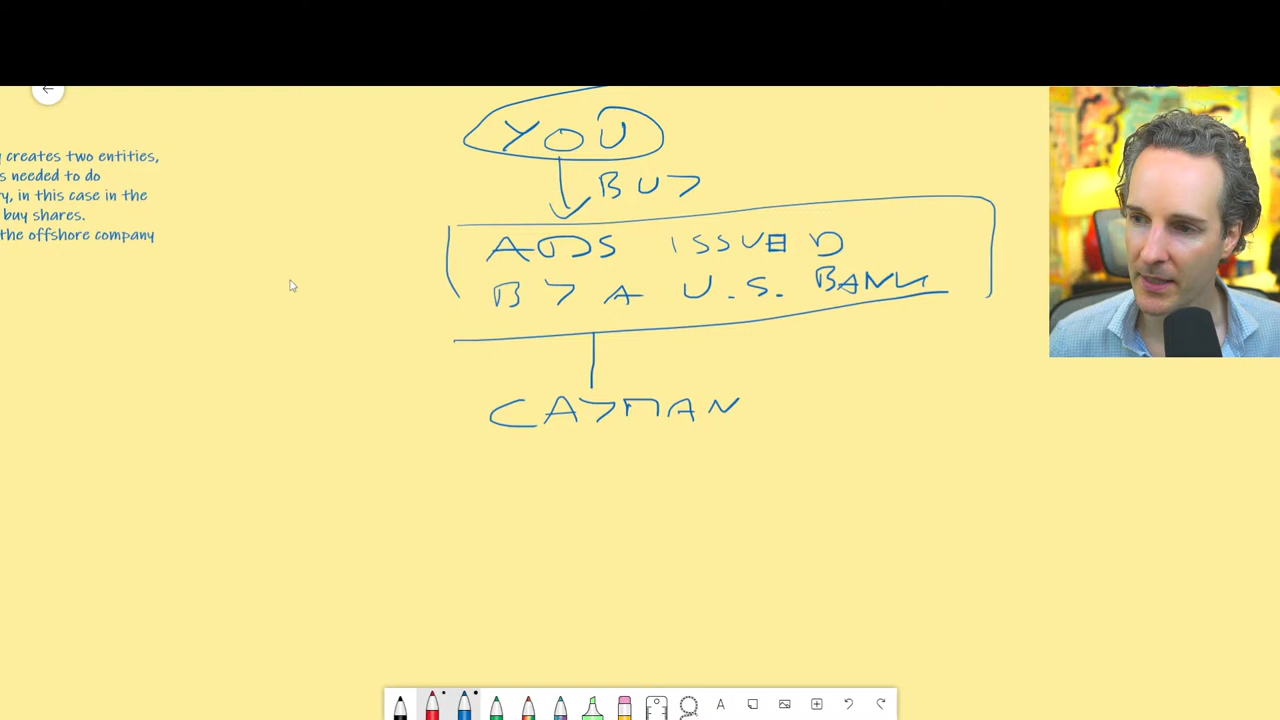 y creates two entities,
s needed to do
y, in this case in the
buy shares.
the offshore company
YOU
BUY
ADS ISSUED
BY A U.S. BANK
CAYMAN
A